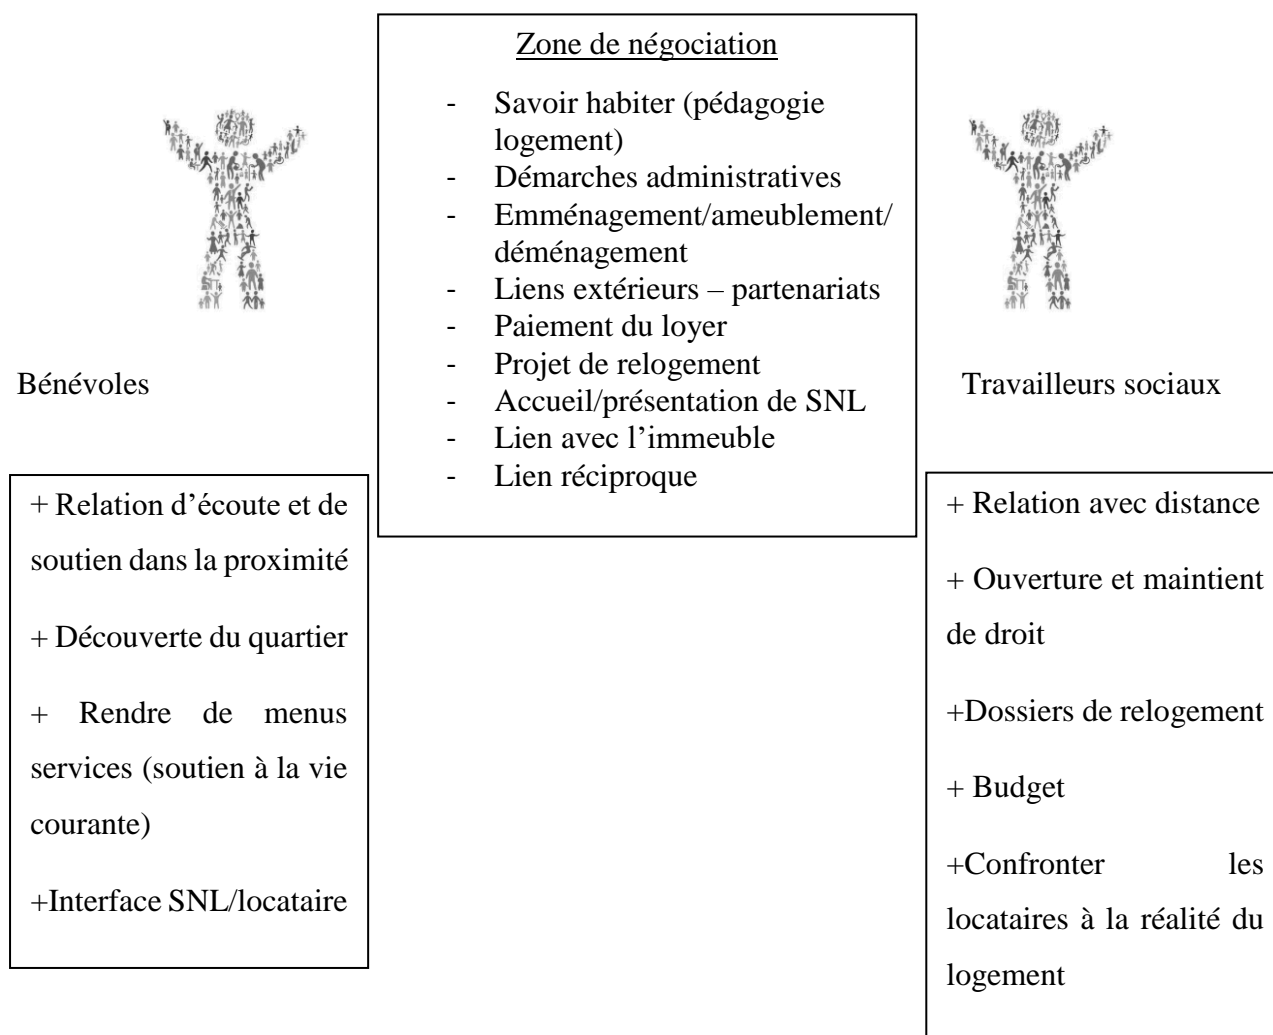 Zone de négociation
- Savoir habiter (pédagogie
logement)
- Démarches administratives
- Emménagement/ameublement/
déménagement
- Liens extérieurs – partenariats
- Paiement du loyer
- Projet de relogement
- Accueil/présentation de SNL
- Lien avec l’immeuble
- Lien réciproque
Bénévoles
Travailleurs sociaux
+ Relation d’écoute et de
soutien dans la proximité
+ Découverte du quartier
+ Rendre de menus
services (soutien à la vie
courante)
+Interface SNL/locataire
+ Relation avec distance
+ Ouverture et maintient
de droit
+Dossiers de relogement
+ Budget
+Confronter les
locataires à la réalité du
logement